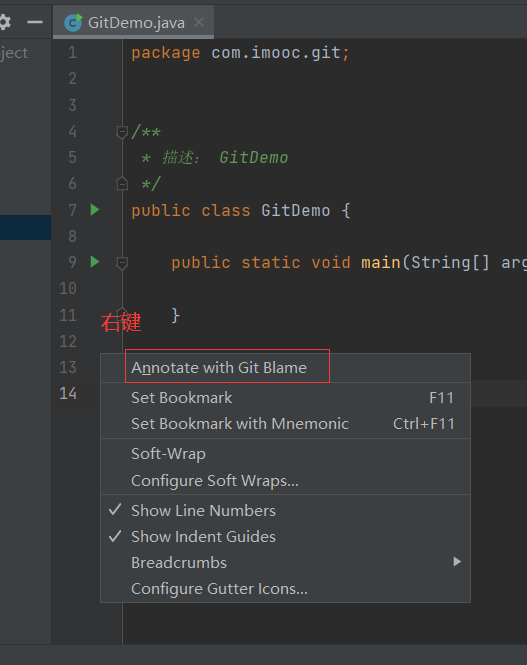 GitDemo.java
ject
1 package com.imooc.git;
2
3
4 /**
5 * 描述： GitDemo
6 */
7 public class GitDemo {
8
9 public static void main(String[] arg
10
11 }
右键
12
13
14
Annotate with Git Blame
Set Bookmark F11
Set Bookmark with Mnemonic Ctrl+F11
Soft-Wrap
Configure Soft Wraps...
Show Line Numbers
Show Indent Guides
Breadcrumbs
Configure Gutter Icons...